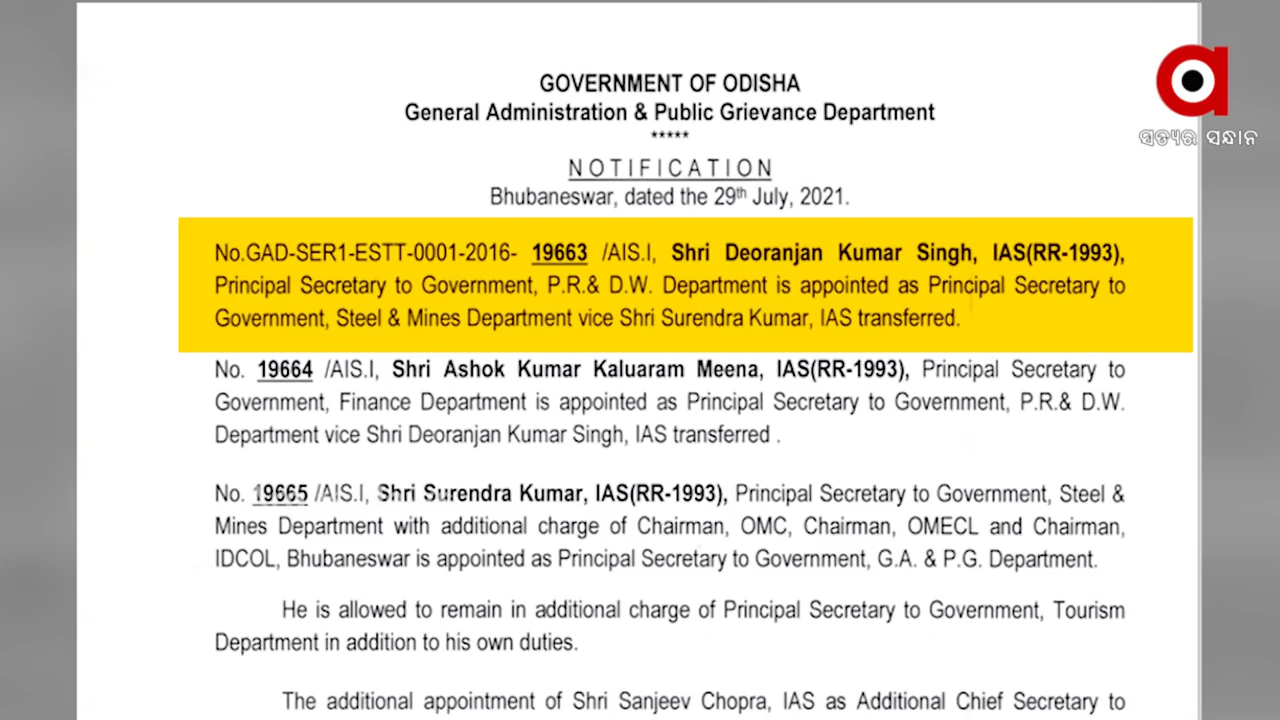 GOVERNMENT OF ODISHA
General Administration & Public Grievance Department
*****
NOTIFICATION
Bhubaneswar, dated the 29th July, 2021.
ସତ୍ୟର ସନ୍ଧାନ
No.GAD-SER1-ESTT-0001-2016- 19663 /AIS.I, Shri Deoranjan Kumar Singh, IAS(RR-1993),
Principal Secretary to Government, P.R.& D.W. Department is appointed as Principal Secretary to
Government, Steel & Mines Department vice Shri Surendra Kumar, IAS transferred.
No. 19664 /AIS.I, Shri Ashok Kumar Kaluaram Meena, IAS(RR-1993), Principal Secretary to
Government, Finance Department is appointed as Principal Secretary to Government, P.R.& D.W.
Department vice Shri Deoranjan Kumar Singh, IAS transferred .
No. 19665 /AIS.I, Shri Surendra Kumar, IAS(RR-1993), Principal Secretary to Government, Steel &
Mines Department with additional charge of Chairman, OMC, Chairman, OMECL and Chairman,
IDCOL, Bhubaneswar is appointed as Principal Secretary to Government, G.A. & P.G. Department.
He is allowed to remain in additional charge of Principal Secretary to Government, Tourism
Department in addition to his own duties.
The additional appointment of Shri Sanjeev Chopra, IAS as Additional Chief Secretary to